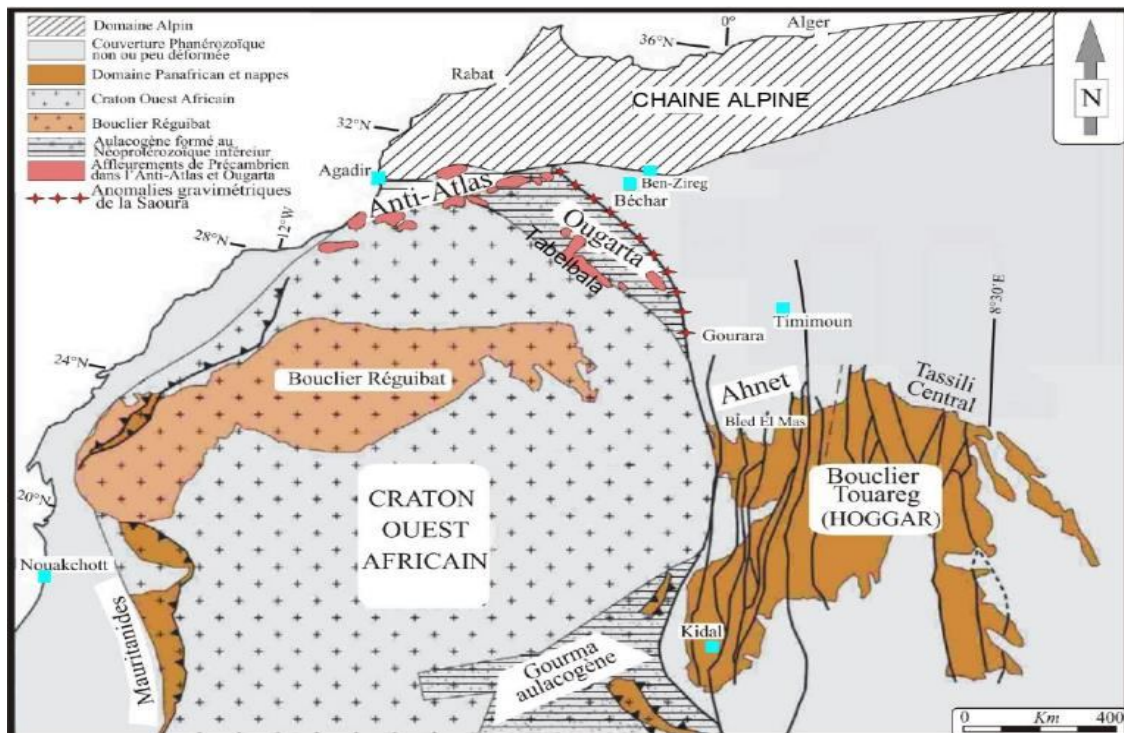 Domaine Alpin
Couverture Phanérozoïque
non ou peu déformée
Domaine Panafrican et nappes
Craton Ouest Africain
Bouclier Réguibat
Aulacogène formé au
Néoprotérozoïque inféreiur
Affleurements de Précambrien
dans l'Anti-Atlas et Ougarta
Anomalies gravimétriques
de la Saoura
0°
Alger
36°N
Rabat
CHAINE ALPINE
N
32°N
Agadir
Anti-Atlas
Ben-Zireg
Béchar
28°N
12°W
Ougarta
Tabelbala
8°30'E
Timimoun
Gourara
24°N
Bouclier Réguibat
Ahnet
Tassili
Central
Bled El Mas
20°N
CRATON
OUEST
AFRICAIN
Bouclier
Touareg
(HOGGAR)
Nouakchott
Mauritanides
Kidal
Gourma
aulacogène
0 Km 400